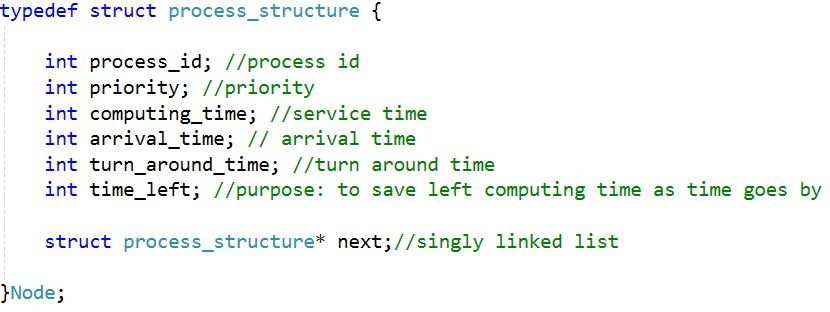 typedef struct process_structure {
int process_id; //process id
int priority; //priority
int computing_time; //service time
int arrival_time; // arrival time
int turn_around_time; //turn around time
int time_left; //purpose: to save left computing time as time goes by
struct process_structure* next;//singly linked list
}Node;